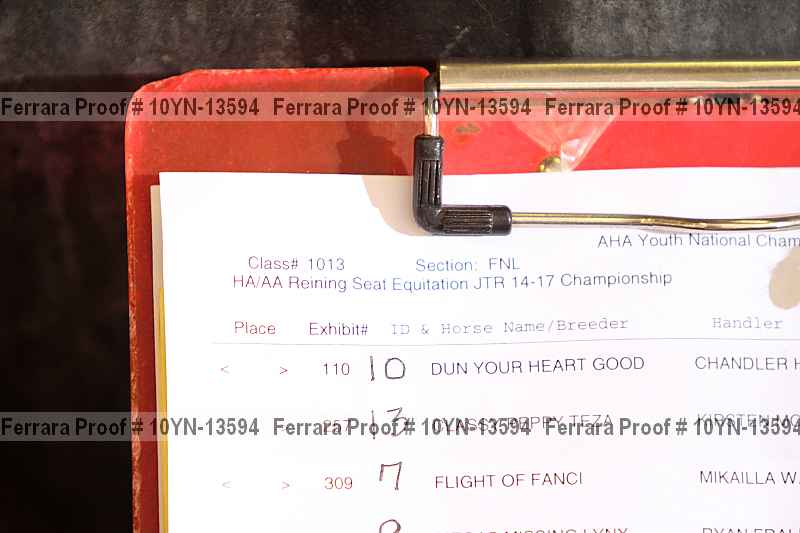 Ferrara Proof # 10YN-13594 Ferrara Proof # 10YN-13594 Ferrara Proof # 10YN-13594
AHA Youth National
Class# 1013 Section: FNL
HA/AA Reining Seat Equitation JTR 14-17 Championship
Place Exhibit# ID & Horse Name/Breeder Handler
< > 110 10 DUN YOUR HEART GOOD CHANDLER
13
Ferrara Proof # 10YN-13594 Ferrara Proof # 10YN-13594 Ferrara Proof # 10YN-13594
< > 309 7 FLIGHT OF FANCI MIKAILLA